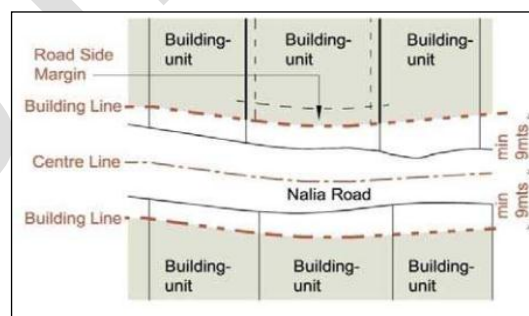 Building-
unit
Building-
unit
Building-
unit
Road Side
Margin
Building Line
min
9mts
Centre Line
Nalia Road
min
9mts
Building Line
Building-
unit
Building-
unit
Building-
unit